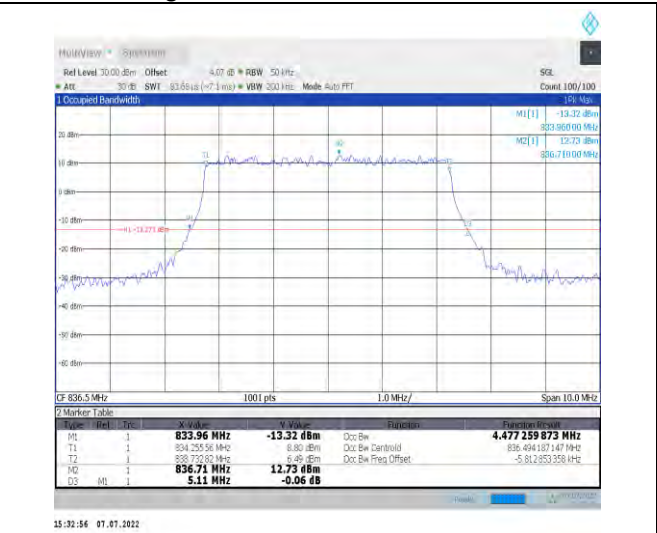 MultiView Spectrum
Ref Level 30.00 dBm Offset 4.07 dB RBW 50 kHz SGL
Att 30 dB SWT 83.66 µs (~7.1 ms) VBW 200 kHz Mode Auto FFT Count 100/100
1 Occupied Bandwidth 1Pk Max
M1[1] -13.32 dBm
833.96000 MHz
M2[1] 12.73 dBm
836.71000 MHz
20 dBm
M2
10 dBm
T1
0 dBm
-10 dBm
H1 -13.273 dBm
-20 dBm
-30 dBm
-40 dBm
-50 dBm
-60 dBm
CF 836.5 MHz 1001 pts 1.0 MHz/ Span 10.0 MHz
2 Marker Table
Type Ref Trc X-Value Y-Value Function Function Result
M1 1 833.96 MHz -13.32 dBm Occ Bw 4.477 259 873 MHz
T1 1 834.255 56 MHz 8.80 dBm Occ Bw Centroid 836.494 187 147 MHz
T2 1 838.732 82 MHz 6.49 dBm Occ Bw Freq Offset -5.812 853 358 kHz
M2 1 836.71 MHz 12.73 dBm
D3 M1 1 5.11 MHz -0.06 dB
15:32:56 07.07.2022